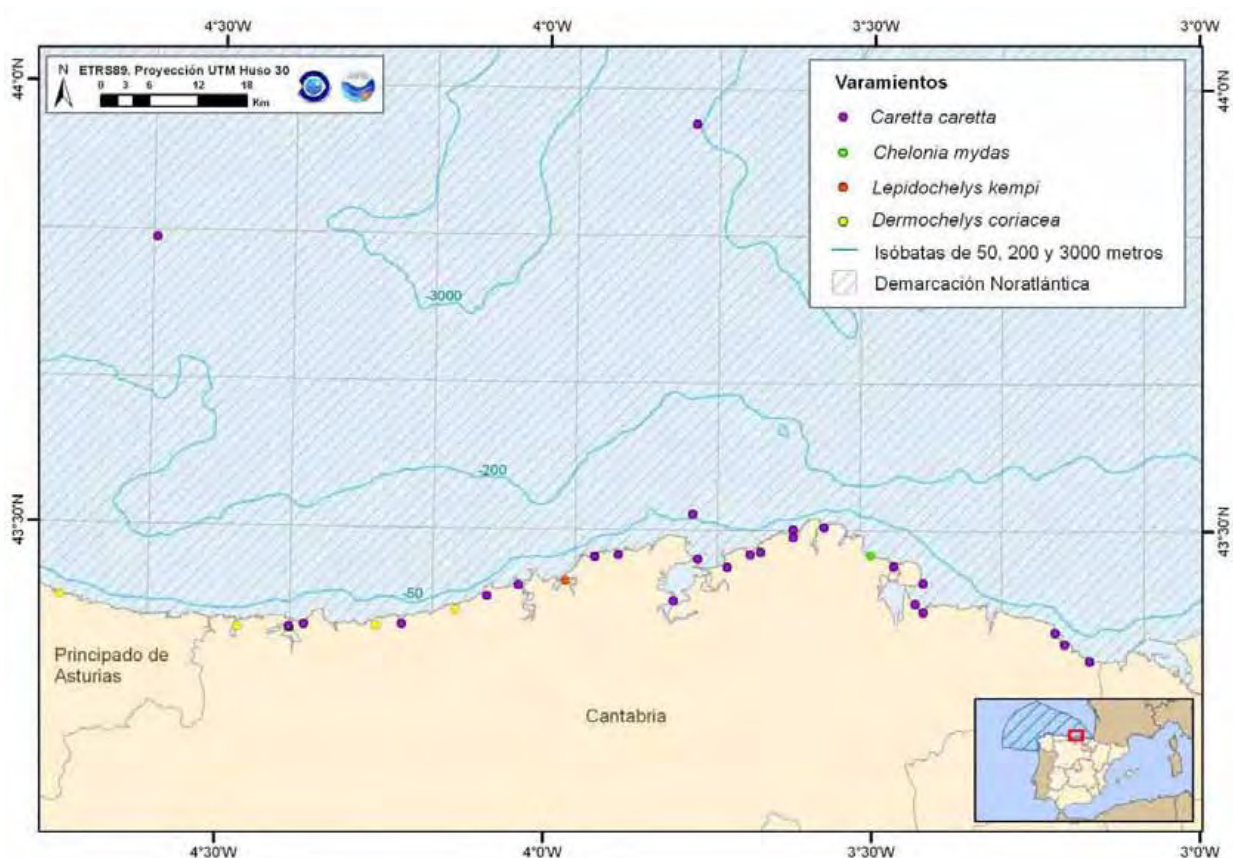 4°30'W 4°0'W 3°30'W 3°0'W
44°0'N
44°0'N
N ETRS89. Proyección UTM Huso 30
0 3 6 12 18
Km
Varamientos
Caretta caretta
Chelonia mydas
Lepidochelys kempi
Dermochelys coriacea
Isóbatas de 50, 200 y 3000 metros
Demarcación Noratlántica
-3000
-200
43°30'N
43°30'N
-50
Principado de
Asturias
Cantabria
4°30'W 4°0'W 3°30'W 3°0'W